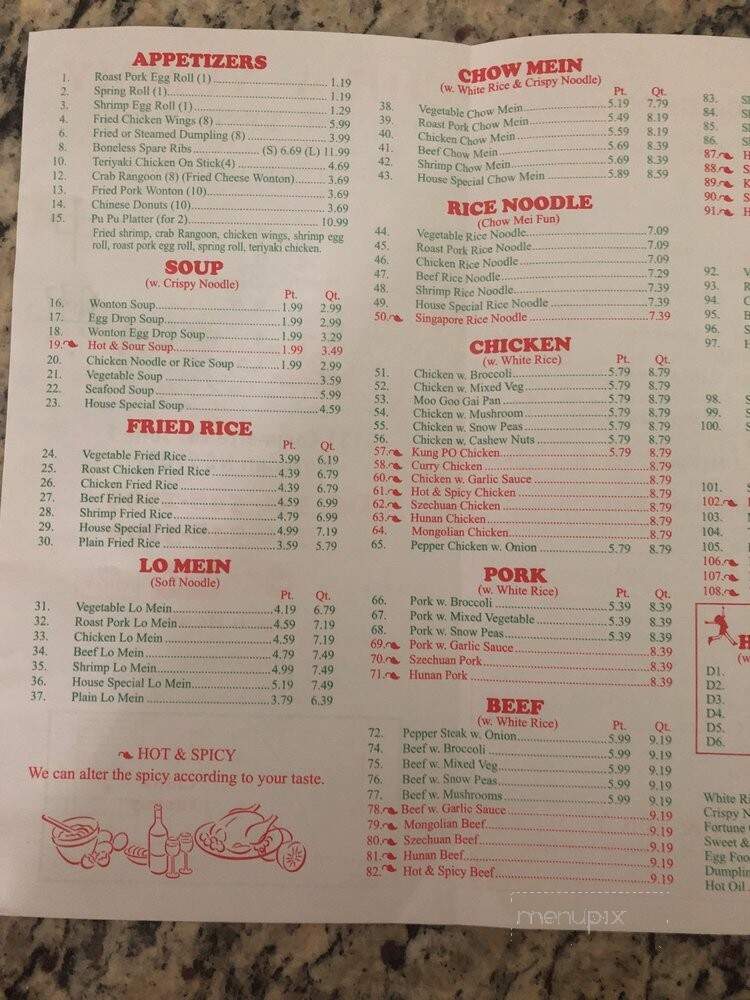 APPETIZERS
1. Roast Pork Egg Roll (1) 1.19
2. Spring Roll (1) 1.19
3. Shrimp Egg Roll (1) 1.29
4. Fried Chicken Wings (8) 5.99
6. Fried or Steamed Dumpling (8) 3.99
8. Boneless Spare Ribs (S) 6.69 (L) 11.99
10. Teriyaki Chicken On Stick(4) 4.69
12. Crab Rangoon (8) (Fried Cheese Wonton) 3.69
13. Fried Pork Wonton (10) 3.69
14. Chinese Donuts (10) 3.69
15. Pu Pu Platter (for 2) 10.99
Fried shrimp, crab Rangoon, chicken wings, shrimp egg
roll, roast pork egg roll, spring roll, teriyaki chicken.
SOUP
(w. Crispy Noodle)
Pt. Qt.
16. Wonton Soup 1.99 2.99
17. Egg Drop Soup 1.99 2.99
18. Wonton Egg Drop Soup 1.99 3.29
19. Hot & Sour Soup 1.99 3.49
20. Chicken Noodle or Rice Soup 1.99 2.99
21. Vegetable Soup 3.59
22. Seafood Soup 5.99
23. House Special Soup 4.59
FRIED RICE
Pt. Qt.
24. Vegetable Fried Rice 3.99 6.19
25. Roast Chicken Fried Rice 4.39 6.79
26. Chicken Fried Rice 4.39 6.79
27. Beef Fried Rice 4.59 6.99
28. Shrimp Fried Rice 4.79 6.99
29. House Special Fried Rice 4.99 7.19
30. Plain Fried Rice 3.59 5.79
LO MEIN
(Soft Noodle)
Pt. Qt.
31. Vegetable Lo Mein 4.19 6.79
32. Roast Pork Lo Mein 4.59 7.19
33. Chicken Lo Mein 4.59 7.19
34. Beef Lo Mein 4.79 7.49
35. Shrimp Lo Mein 4.99 7.49
36. House Special Lo Mein 5.19 7.49
37. Plain Lo Mein 3.79 6.39
HOT & SPICY
We can alter the spicy according to your taste.
CHOW MEIN
(w. White Rice & Crispy Noodle)
Pt. Qt.
38. Vegetable Chow Mein 5.19 7.79
39. Roast Pork Chow Mein 5.49 8.19
40. Chicken Chow Mein 5.59 8.19
41. Beef Chow Mein 5.69 8.39
42. Shrimp Chow Mein 5.69 8.39
43. House Special Chow Mein 5.89 8.59
RICE NOODLE
(Chow Mei Fun)
44. Vegetable Rice Noodle 7.09
45. Roast Pork Rice Noodle 7.09
46. Chicken Rice Noodle 7.09
47. Beef Rice Noodle 7.29
48. Shrimp Rice Noodle 7.39
49. House Special Rice Noodle 7.39
50. Singapore Rice Noodle 7.39
CHICKEN
(w. White Rice)
Pt. Qt.
51. Chicken w. Broccoli 5.79 8.79
52. Chicken w. Mixed Veg 5.79 8.79
53. Moo Goo Gai Pan 5.79 8.79
54. Chicken w. Mushroom 5.79 8.79
55. Chicken w. Snow Peas 5.79 8.79
56. Chicken w. Cashew Nuts 5.79 8.79
57. Kung PO Chicken 5.79 8.79
58. Curry Chicken 8.79
60. Chicken w. Garlic Sauce 8.79
61. Hot & Spicy Chicken 8.79
62. Szechuan Chicken 8.79
63. Hunan Chicken 8.79
64. Mongolian Chicken 8.79
65. Pepper Chicken w. Onion 5.79 8.79
PORK
(w. White Rice)
Pt. Qt.
66. Pork w. Broccoli 5.39 8.39
67. Pork w. Mixed Vegetable 5.39 8.39
68. Pork w. Snow Peas 5.39 8.39
69. Pork w. Garlic Sauce 8.39
70. Szechuan Pork 8.39
71. Hunan Pork 8.39
BEEF
(w. White Rice)
Pt. Qt.
72. Pepper Steak w. Onion 5.99 9.19
74. Beef w. Broccoli 5.99 9.19
75. Beef w. Mixed Veg 5.99 9.19
76. Beef w. Snow Peas 5.99 9.19
77. Beef w. Mushrooms 5.99 9.19
78. Beef w. Garlic Sauce 9.19
79. Mongolian Beef 9.19
80. Szechuan Beef 9.19
81. Hunan Beef 9.19
82. Hot & Spicy Beef 9.19
83.
84.
85.
86.
87.
88.
89.
90.
91.
92.
93.
94.
95.
96.
97.
98.
99.
100.
101.
102.
103.
104.
105.
106.
107.
108.
D1.
D2.
D3.
D4.
D5.
D6.
White
Crispy
Fortune
Sweet &
Egg
Hot Oil
menupix